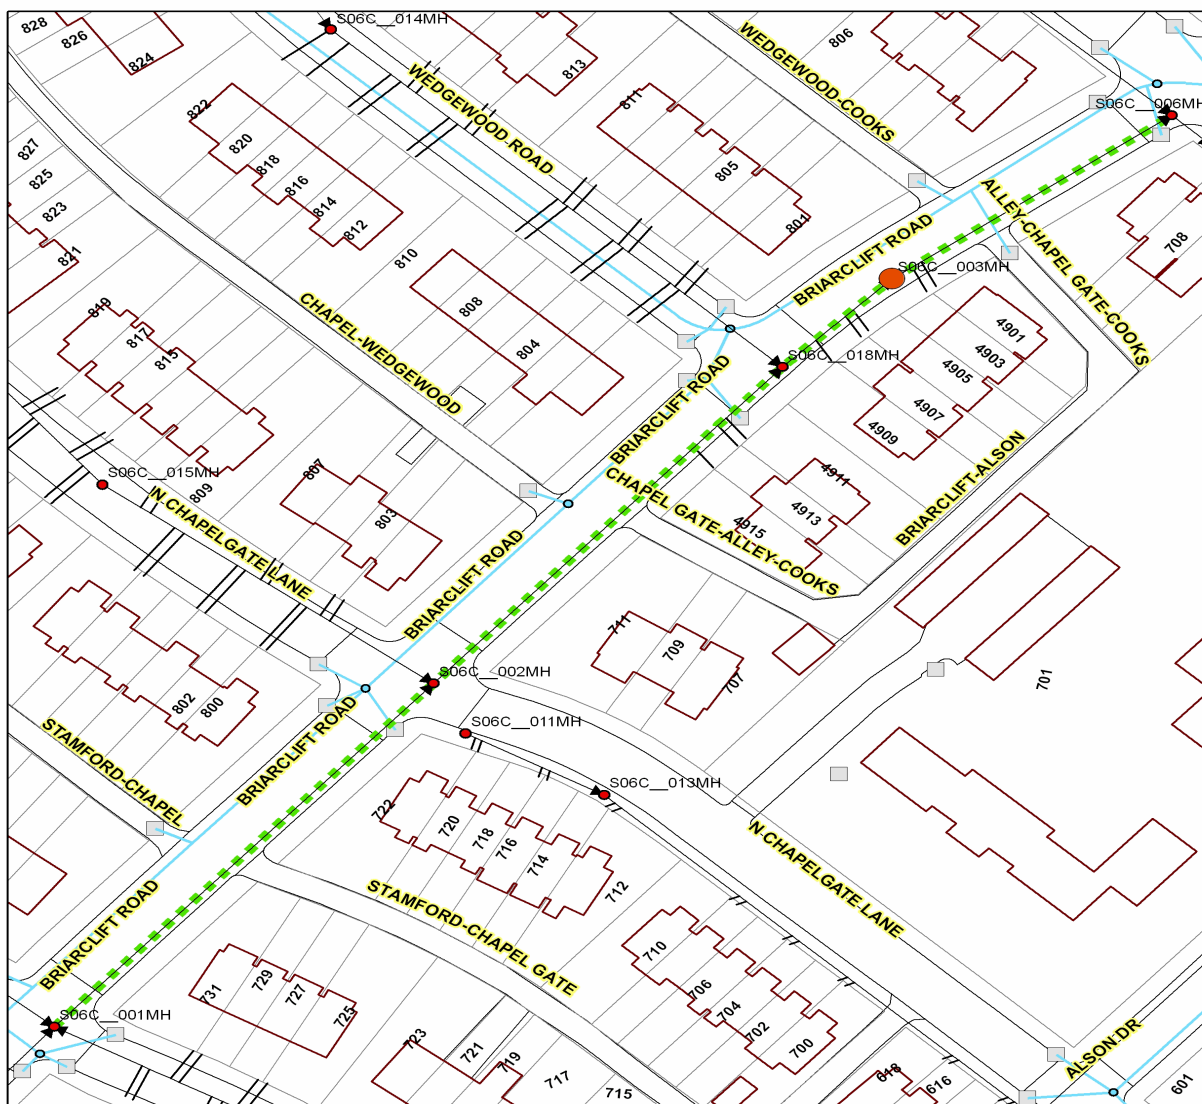 828
826
824
S06C__014MH
WEDGEWOOD-COOKS
806
813
WEDGEWOOD ROAD
811
S06C__006MH
822
820
818
816
814
812
805
801
827
825
823
821
810
BRIARCLIFT ROAD
ALLEY-CHAPEL GATE-COOKS
708
S06C__003MH
819
817
815
CHAPEL-WEDGEWOOD
808
804
S06C__018MH
4901
4903
4905
4907
4909
BRIARCLIFT ROAD
S06C__015MH
809
807
803
N CHAPELGATE LANE
CHAPEL GATE-ALLEY-COOKS
4911
4913
4915
BRIARCLIFT-ALSON
BRIARCLIFT ROAD
711
709
707
701
S06C__002MH
802
800
STAMFORD-CHAPEL
BRIARCLIFT ROAD
S06C__011MH
S06C__013MH
722
720
718
716
714
712
N CHAPELGATE LANE
STAMFORD-CHAPEL GATE
BRIARCLIFT ROAD
710
706
704
702
700
731
729
727
725
S06C__001MH
723
721
719
717
715
ALSON DR
618
616
601